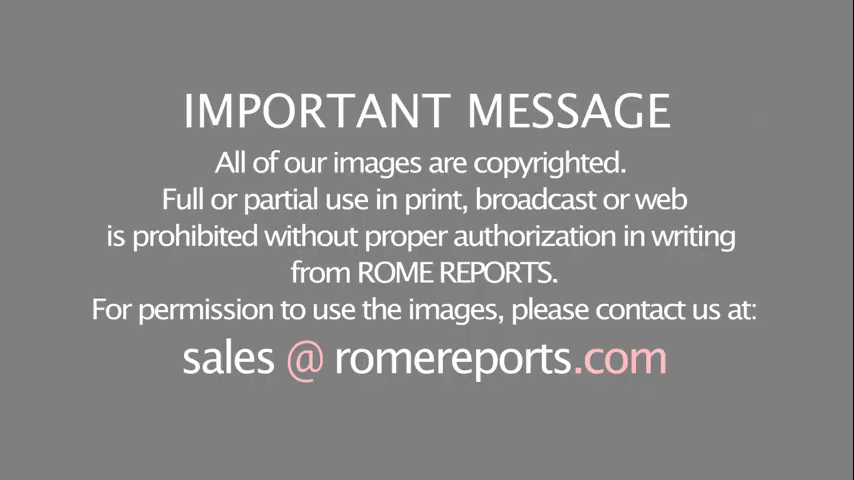 IMPORTANT MESSAGE
All of our images are copyrighted.
Full or partial use in print, broadcast or web
is prohibited without proper authorization in writing
from ROME REPORTS.
For permission to use the images, please contact us at:
sales @ romereports.com